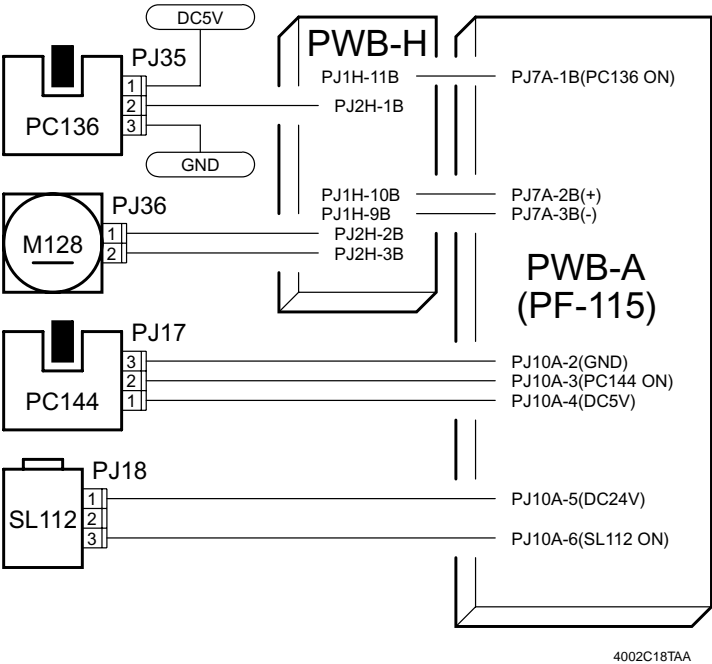 DC5V
PJ35
1
2
3
PC136
GND
PWB-H
PJ1H-11B
PJ2H-1B
PJ7A-1B(PC136 ON)
PJ36
1
2
M128
PJ1H-10B
PJ1H-9B
PJ2H-2B
PJ2H-3B
PJ7A-2B(+)
PJ7A-3B(-)
PWB-A
(PF-115)
PJ17
3
2
1
PC144
PJ10A-2(GND)
PJ10A-3(PC144 ON)
PJ10A-4(DC5V)
PJ18
1
2
3
SL112
PJ10A-5(DC24V)
PJ10A-6(SL112 ON)
4002C18TAA